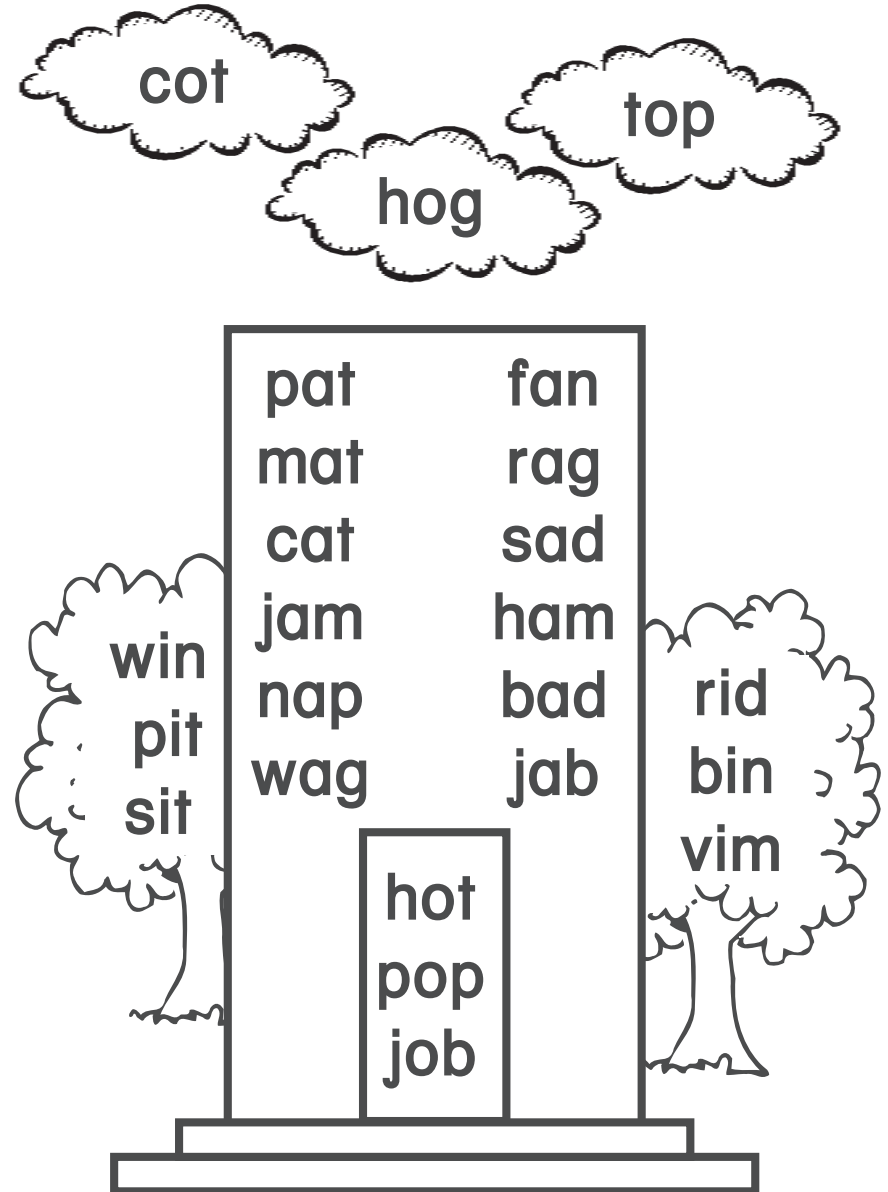 cot
top
hog
pat fan
mat rag
cat sad
jam ham
nap bad
wag jab
win
pit
sit
rid
bin
vim
hot
pop
job